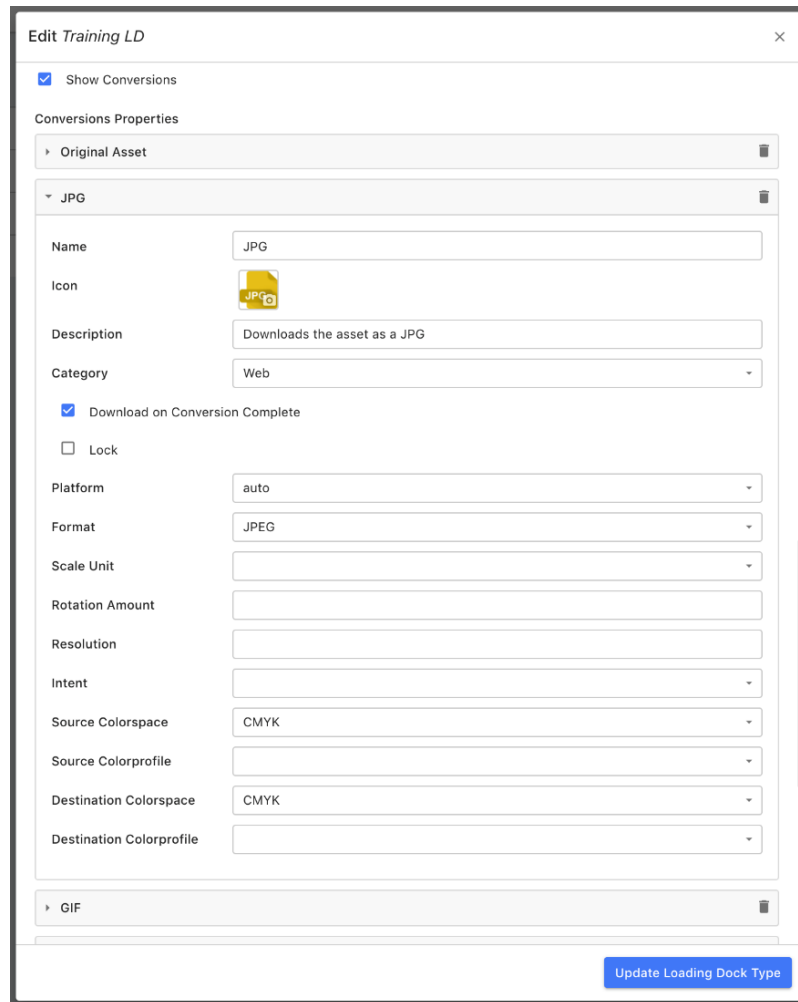 Edit Training LD
Show Conversions
Conversions Properties
Original Asset
JPG
Name JPG
Icon JPG
Description Downloads the asset as a JPG
Category Web
Download on Conversion Complete
Lock
Platform auto
Format JPEG
Scale Unit
Rotation Amount
Resolution
Intent
Source Colorspace CMYK
Source Colorprofile
Destination Colorspace CMYK
Destination Colorprofile
GIF
Update Loading Dock Type